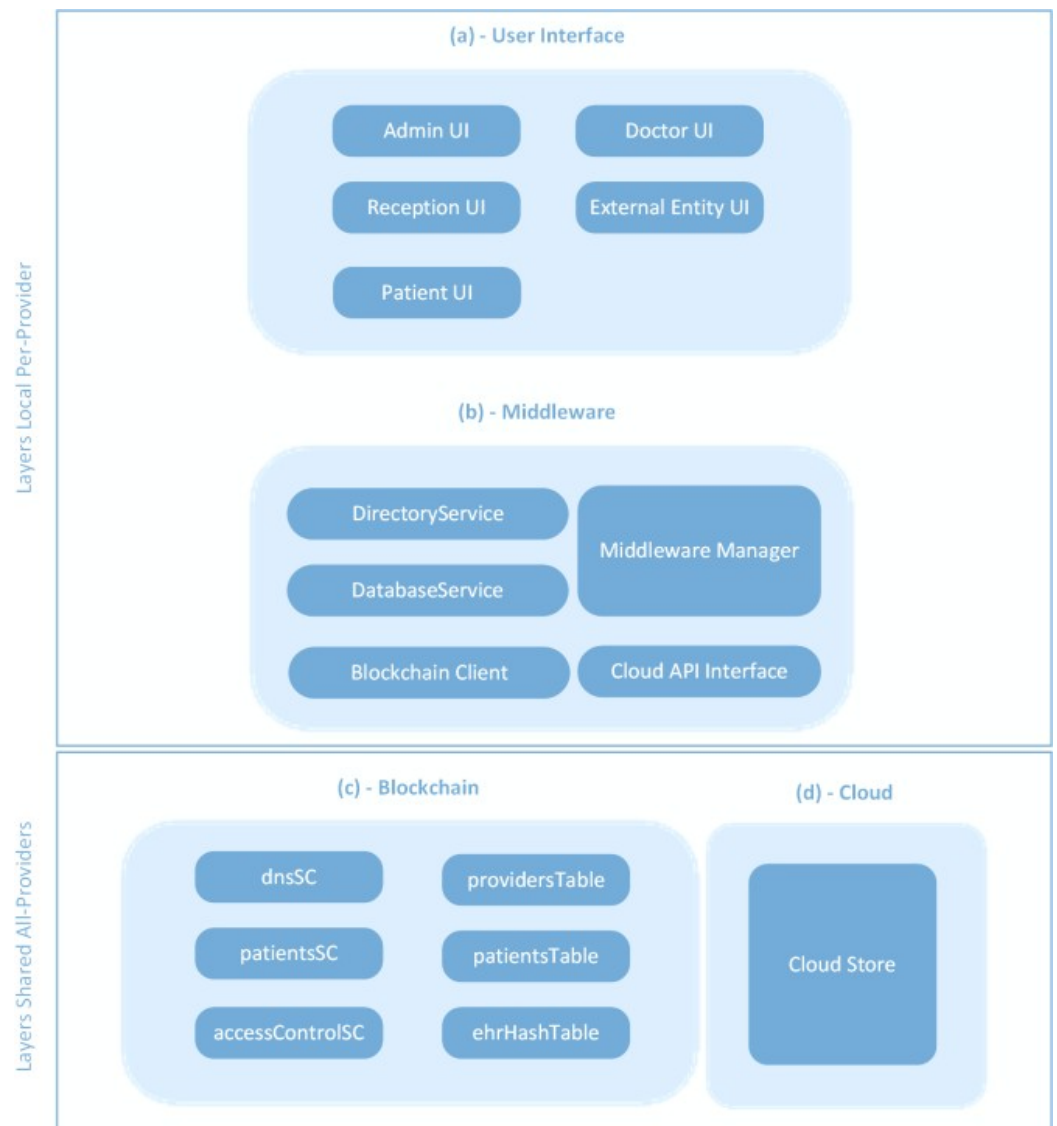 (a) - User Interface
Admin UI
Doctor UI
Reception UI
External Entity UI
Patient UI
Layers Local Per-Provider
(b) - Middleware
DirectoryService
Middleware Manager
DatabaseService
Blockchain Client
Cloud API Interface
(c) - Blockchain
(d) - Cloud
dnsSC
providersTable
patientsSC
patientsTable
Cloud Store
accessControlSC
ehrHashTable
Layers Shared All-Providers